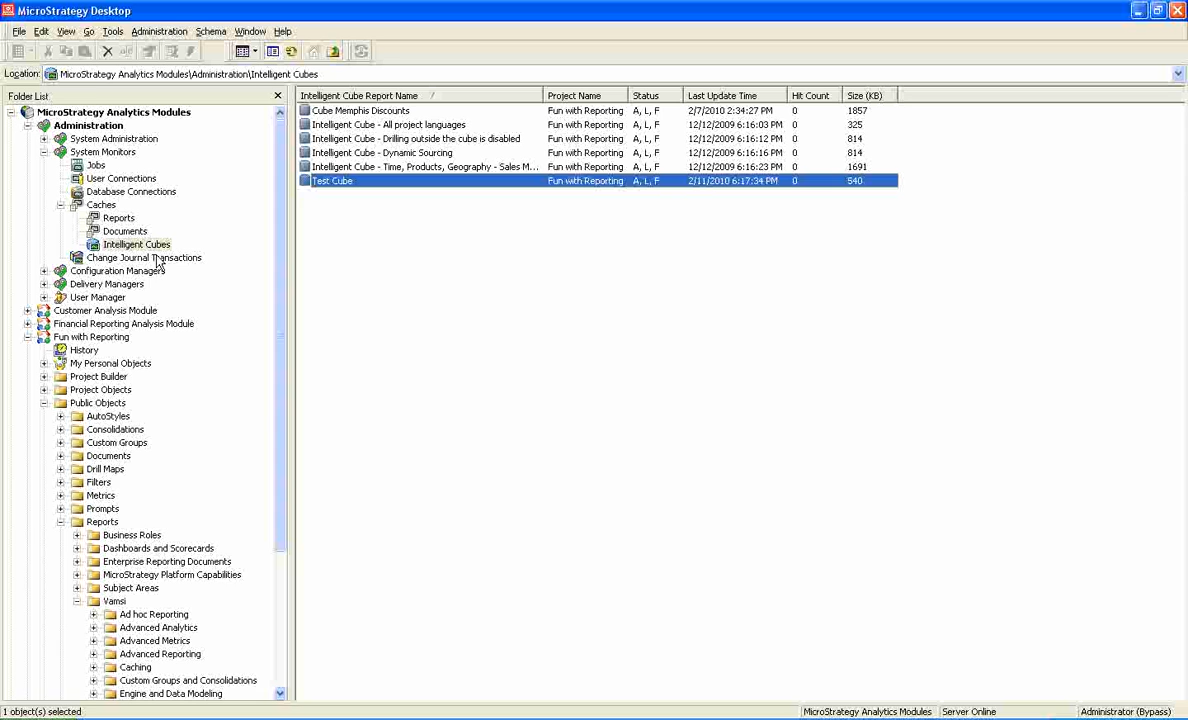 MicroStrategy Desktop
File Edit View Go Tools Administration Schema Window Help
Location: MicroStrategy Analytics Modules\Administration\Intelligent Cubes
Folder List
MicroStrategy Analytics Modules
Administration
System Administration
System Monitors
Jobs
User Connections
Database Connections
Caches
Reports
Documents
Intelligent Cubes
Change Journal Transactions
Configuration Managers
Delivery Managers
User Manager
Customer Analysis Module
Financial Reporting Analysis Module
Fun with Reporting
History
My Personal Objects
Project Builder
Project Objects
Public Objects
AutoStyles
Consolidations
Custom Groups
Documents
Drill Maps
Filters
Metrics
Prompts
Reports
Business Roles
Dashboards and Scorecards
Enterprise Reporting Documents
MicroStrategy Platform Capabilities
Subject Areas
Vamsi
Ad hoc Reporting
Advanced Analytics
Advanced Metrics
Advanced Reporting
Caching
Custom Groups and Consolidations
Engine and Data Modeling
Intelligent Cube Report Name Project Name Status Last Update Time Hit Count Size (KB)
Cube Memphis Discounts Fun with Reporting A, L, F 2/7/2010 2:34:27 PM 0 1857
Intelligent Cube - All project languages Fun with Reporting A, L, F 12/12/2009 6:16:03 PM 0 325
Intelligent Cube - Drilling outside the cube is disabled Fun with Reporting A, L, F 12/12/2009 6:16:12 PM 0 814
Intelligent Cube - Dynamic Sourcing Fun with Reporting A, L, F 12/12/2009 6:16:16 PM 0 814
Intelligent Cube - Time, Products, Geography - Sales M... Fun with Reporting A, L, F 12/12/2009 6:16:23 PM 0 1691
Test Cube Fun with Reporting A, L, F 2/11/2010 6:17:34 PM 0 540
1 object(s) selected MicroStrategy Analytics Modules Server Online Administrator (Bypass)